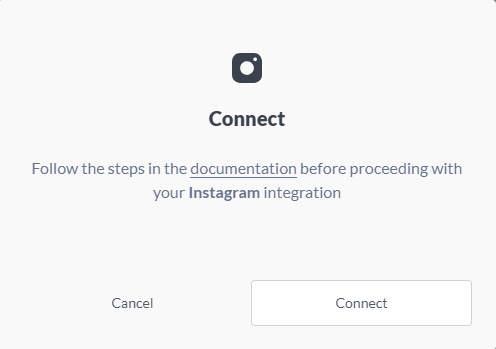 Connect
Follow the steps in the documentation before proceeding with
your Instagram integration
Cancel Connect